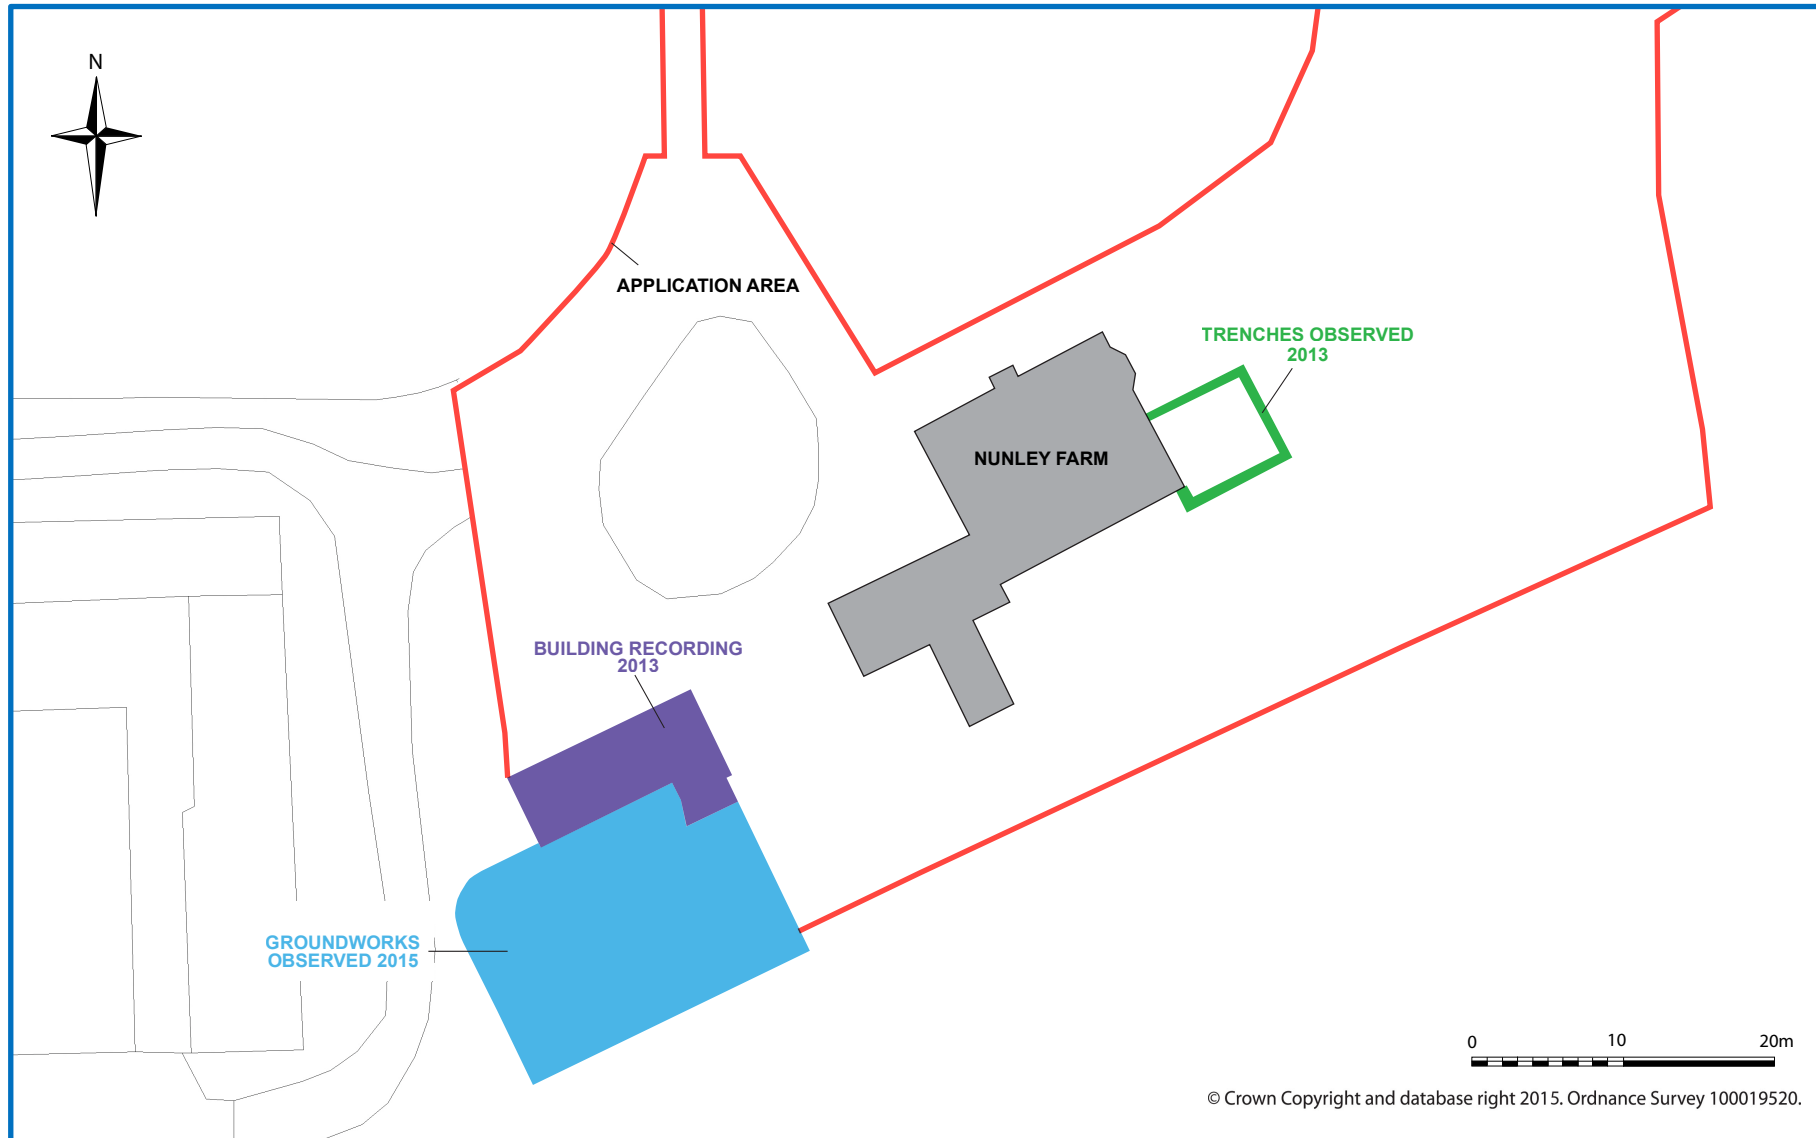 N
APPLICATION AREA
TRENCHES OBSERVED
2013
NUNLEY FARM
BUILDING RECORDING
2013
GROUNDWORKS
OBSERVED 2015
0 10 20m
© Crown Copyright and database right 2015. Ordnance Survey 100019520.